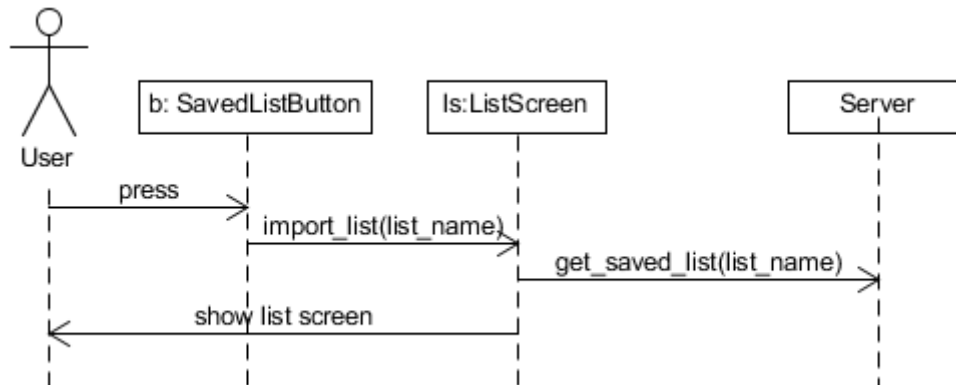 b: SavedListButton
ls:ListScreen
Server
User
press
import_list(list_name)
get_saved_list(list_name)
show list screen